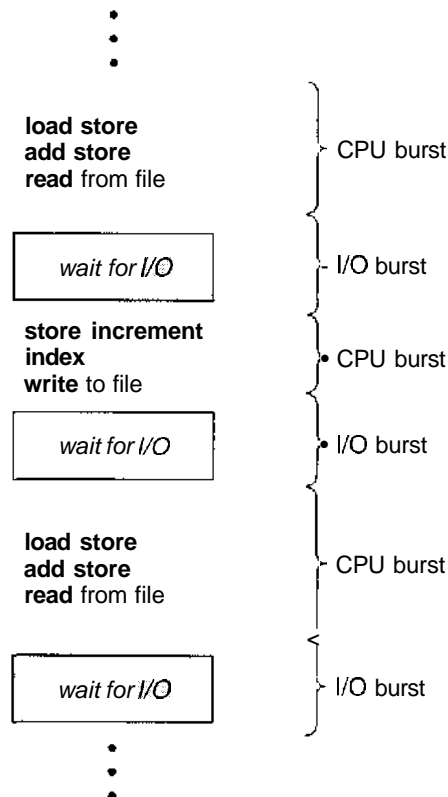 load store
add store
read from file
CPU burst
wait for I/O
I/O burst
store increment
index
write to file
CPU burst
wait for I/O
I/O burst
load store
add store
read from file
CPU burst
wait for I/O
I/O burst